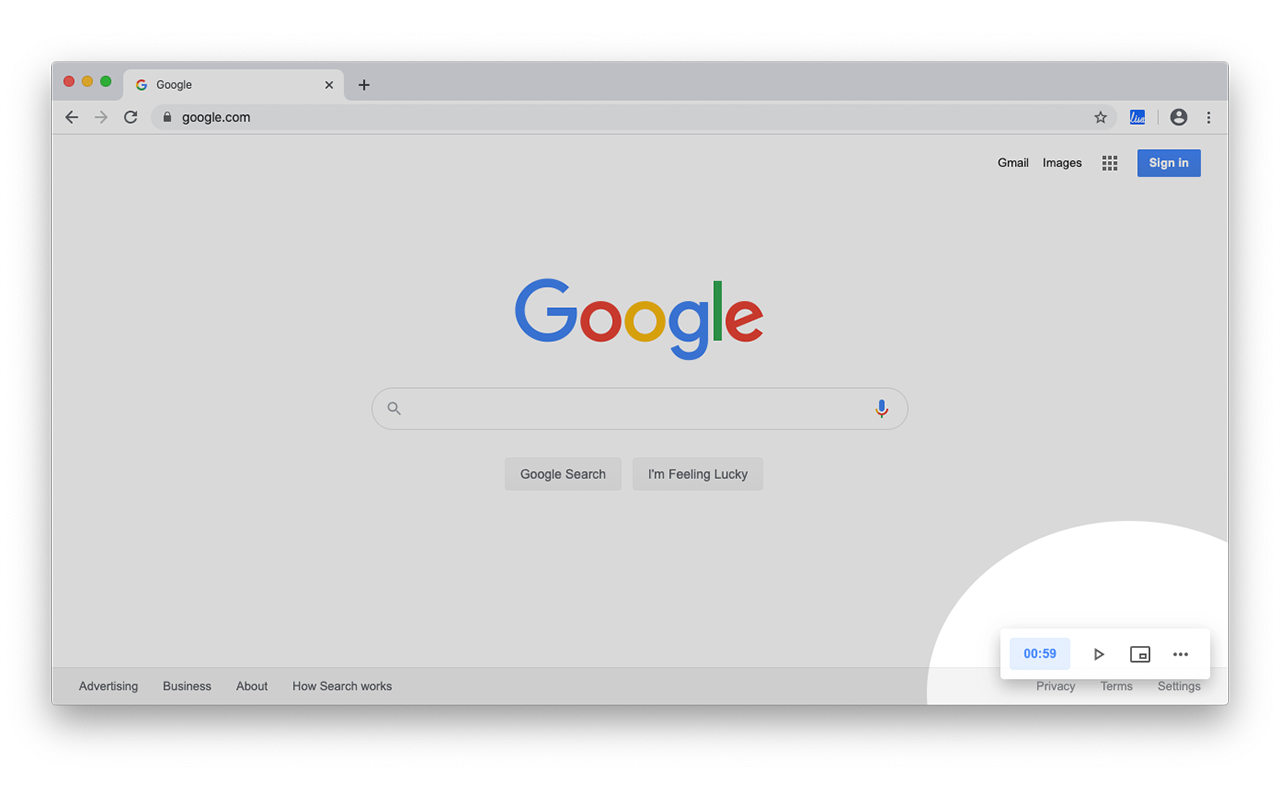 Google
google.com
live
Gmail Images Sign in
Google
Google Search I'm Feeling Lucky
00:59
Advertising Business About How Search works Privacy Terms Settings